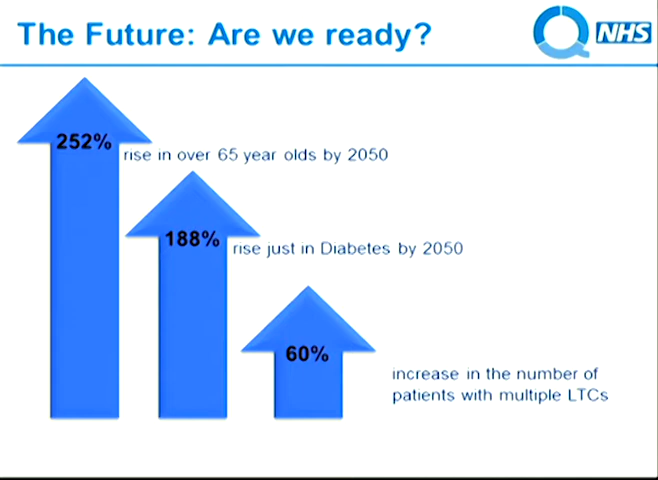 The Future: Are we ready?
NHS
252%
rise in over 65 year olds by 2050
188%
rise just in Diabetes by 2050
60%
increase in the number of
patients with multiple LTCs